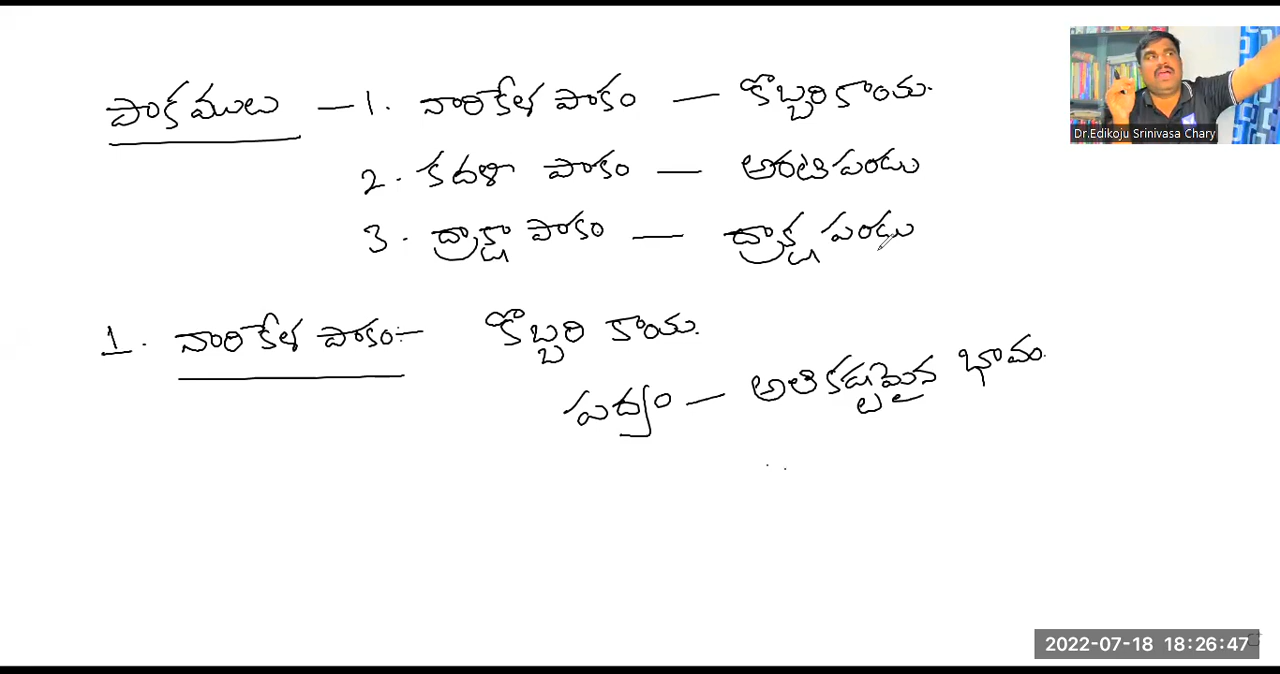 పాకములు — 1. నారికేళ పాకం — కొబ్బరి కాయ.
2. కదళీ పాకం — అరటి పండు
3. ద్రాక్షా పాకం — ద్రాక్ష పండు
1. నారికేళ పాకం:- కొబ్బరి కాయ.
పద్యం — అతి కష్టమైన భావం.
Dr.Edikoju Srinivasa Chary
2022-07-18 18:26:47